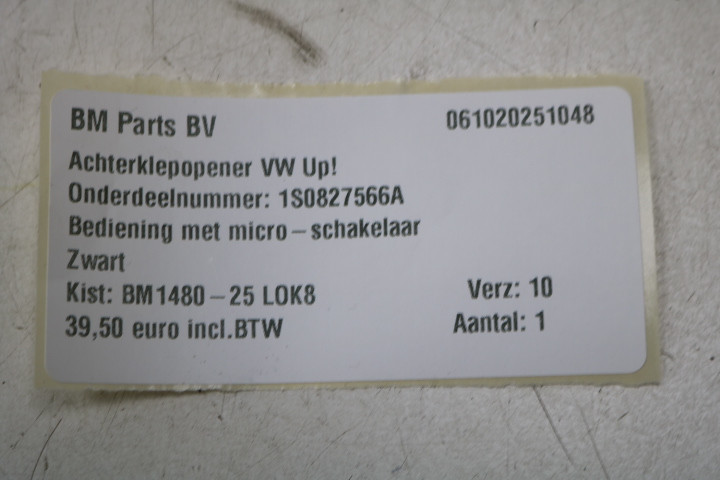 BM Parts BV 061020251048
Achterklepopener VW Up!
Onderdeelnummer: 1S0827566A
Bediening met micro-schakelaar
Zwart
Kist: BM1480-25 LOK8 Verz: 10
39,50 euro incl.BTW Aantal: 1